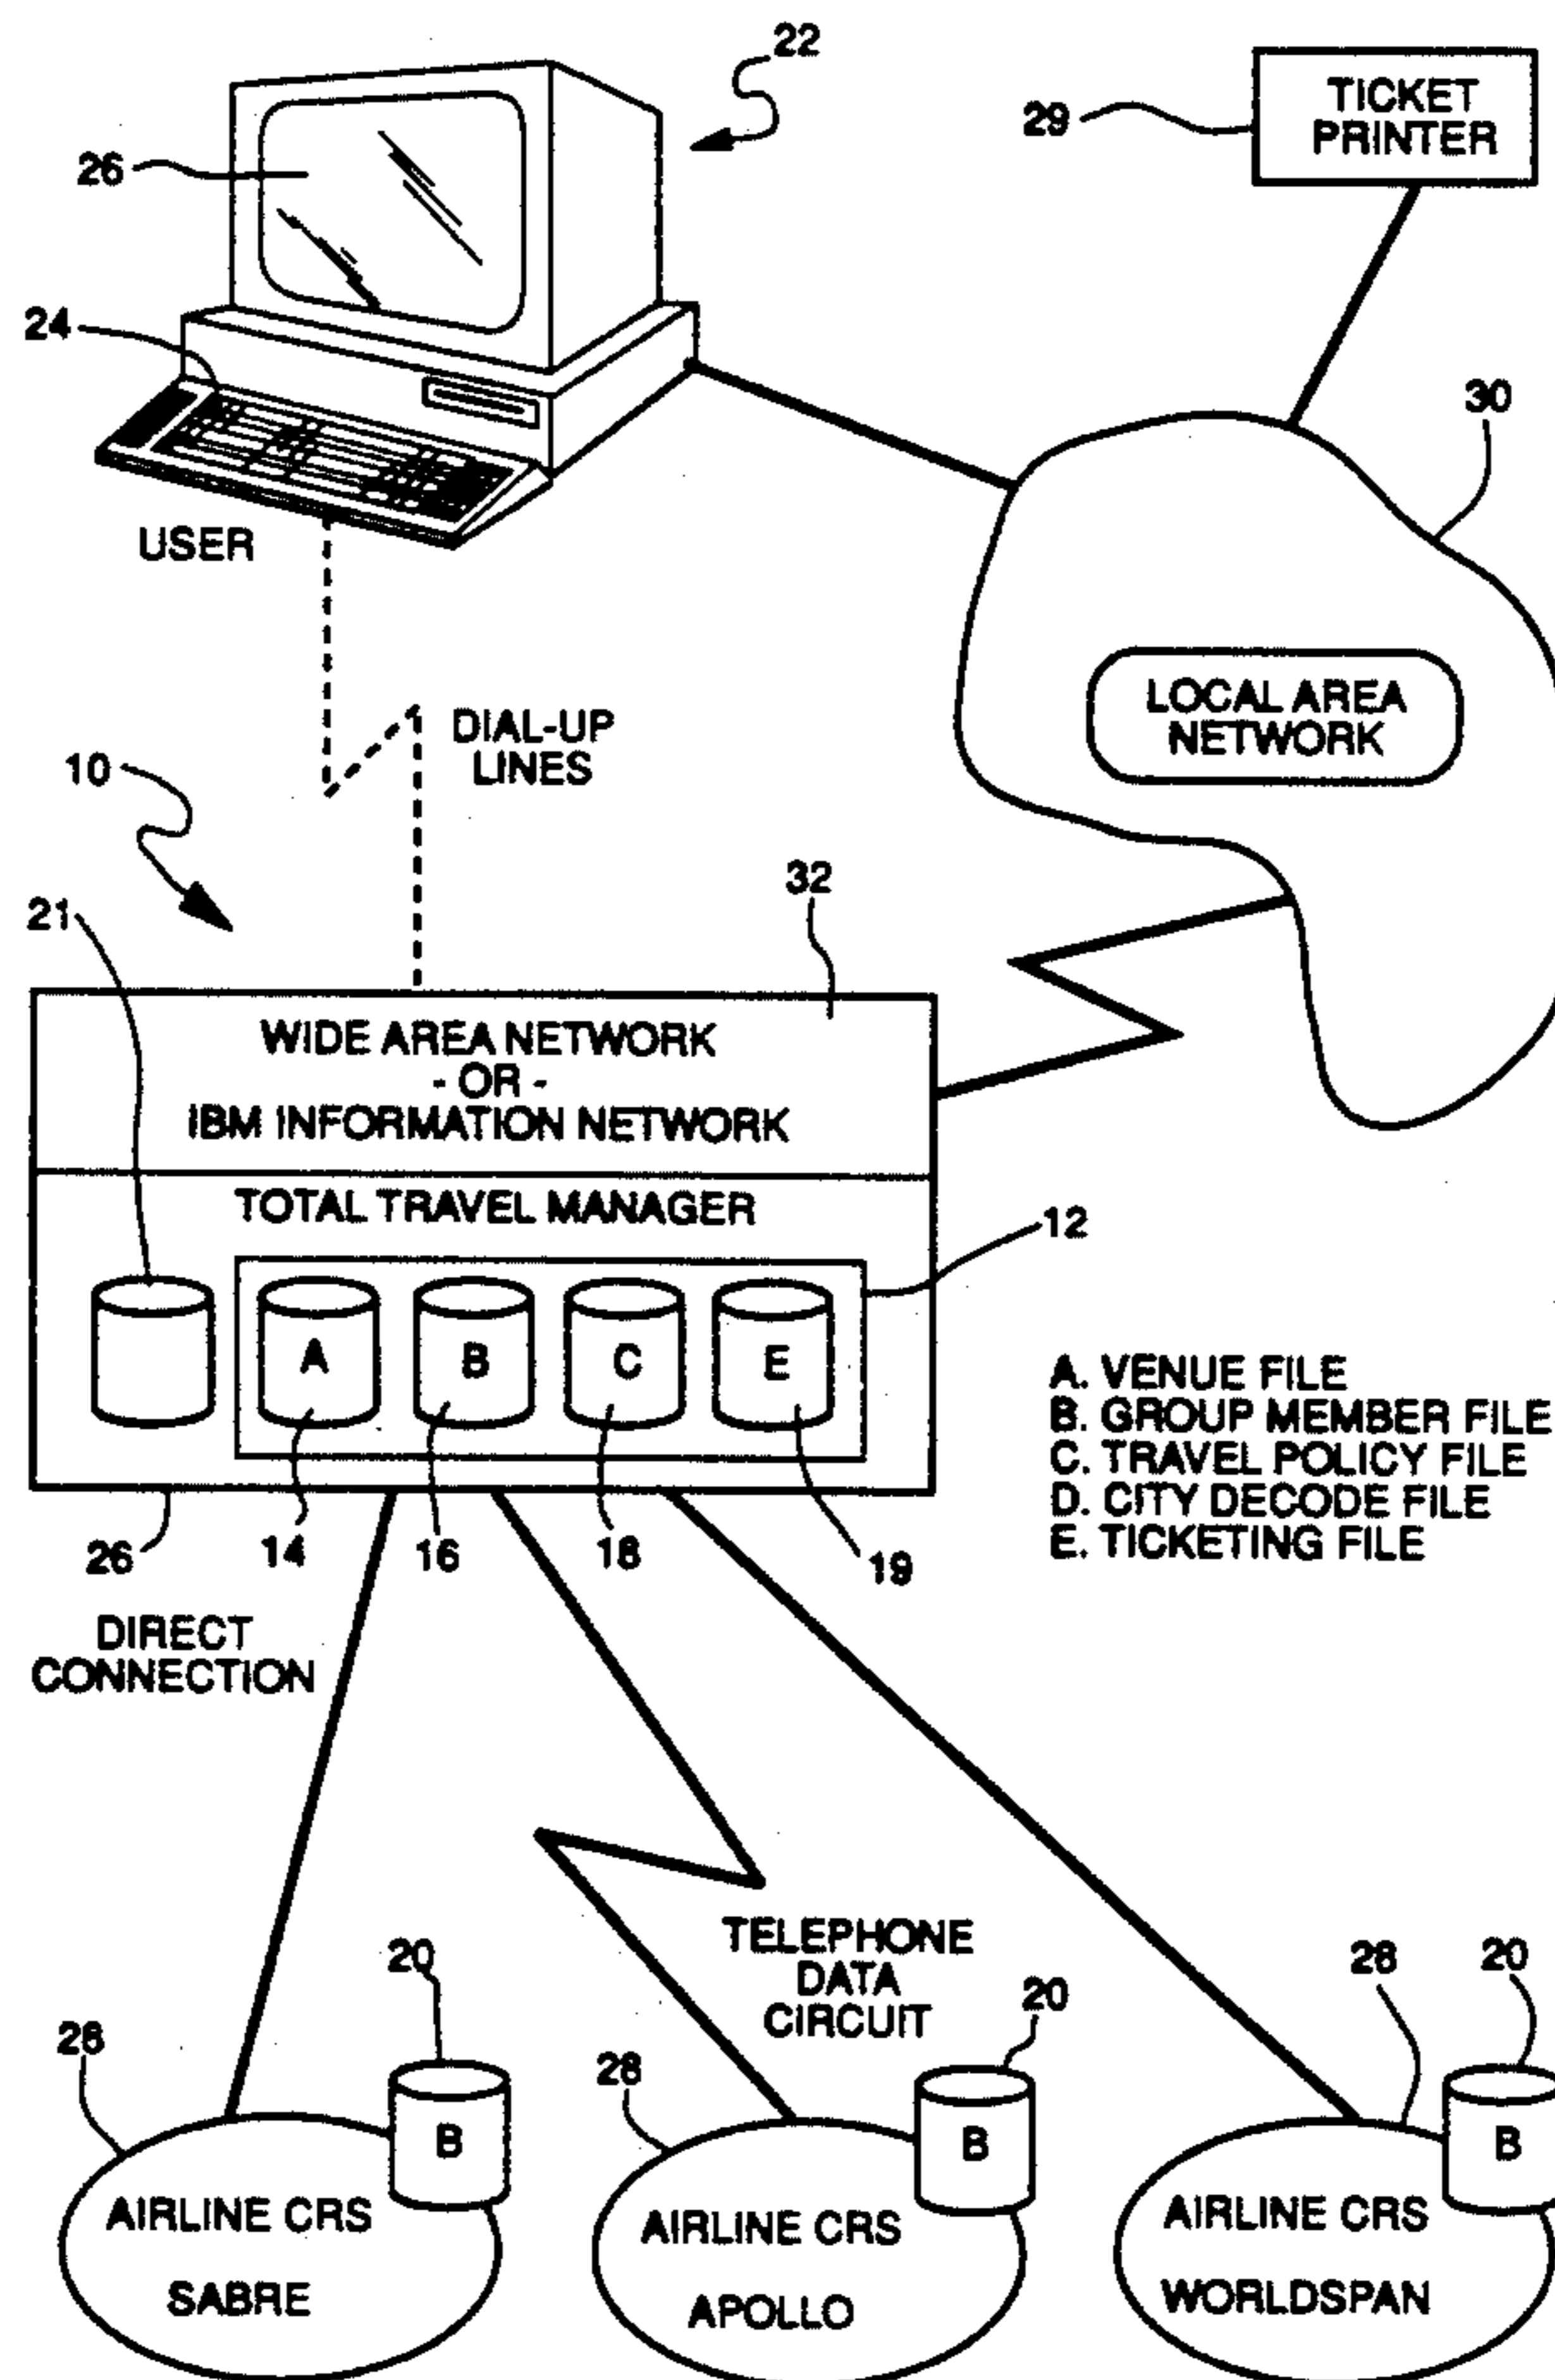 22
29
TICKET
PRINTER
26
24
30
USER
LOCAL AREA
NETWORK
DIAL-UP
LINES
10
32
21
WIDE AREA NETWORK
- OR -
IBM INFORMATION NETWORK
TOTAL TRAVEL MANAGER
12
A
B
C
E
A. VENUE FILE
B. GROUP MEMBER FILE
C. TRAVEL POLICY FILE
D. CITY DECODE FILE
E. TICKETING FILE
26
14
16
18
19
DIRECT
CONNECTION
TELEPHONE
DATA
CIRCUIT
20
20
28
20
28
28
B
B
B
AIRLINE CRS
SABRE
AIRLINE CRS
APOLLO
AIRLINE CRS
WORLDSPAN